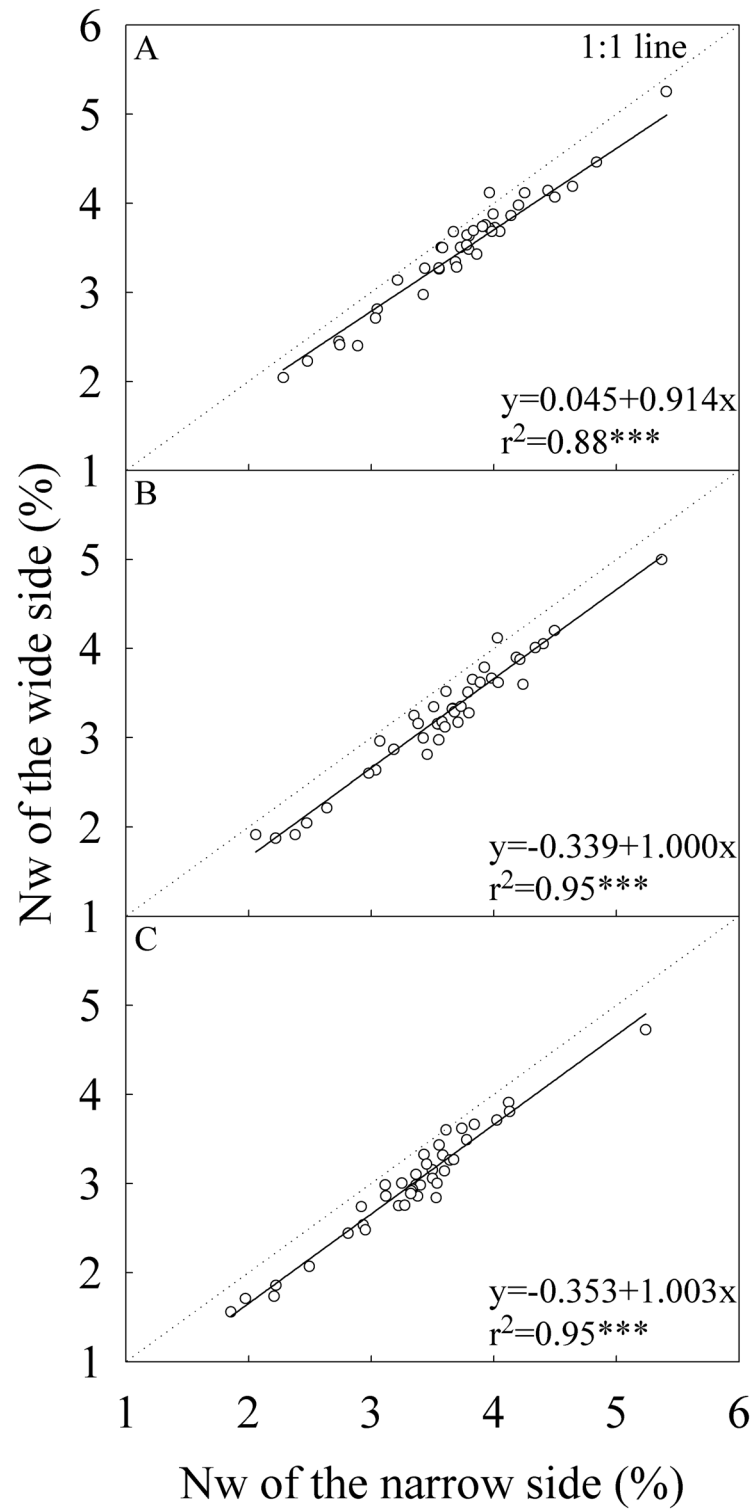 6
A
1:1 line
5
4
3
2
y=0.045+0.914x
r²=0.88***
1
B
5
4
3
2
y=-0.339+1.000x
r²=0.95***
1
C
5
4
3
2
y=-0.353+1.003x
r²=0.95***
1
Nw of the wide side (%)
1 2 3 4 5 6
Nw of the narrow side (%)